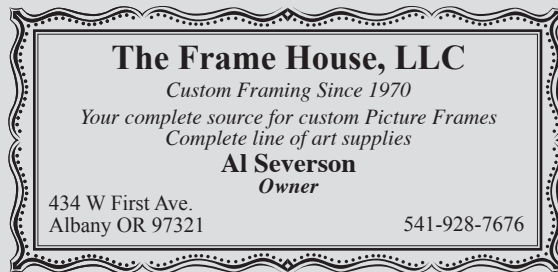 The Frame House, LLC
Custom Framing Since 1970
Your complete source for custom Picture Frames
Complete line of art supplies
Al Severson
Owner
434 W First Ave.
Albany OR 97321
541-928-7676